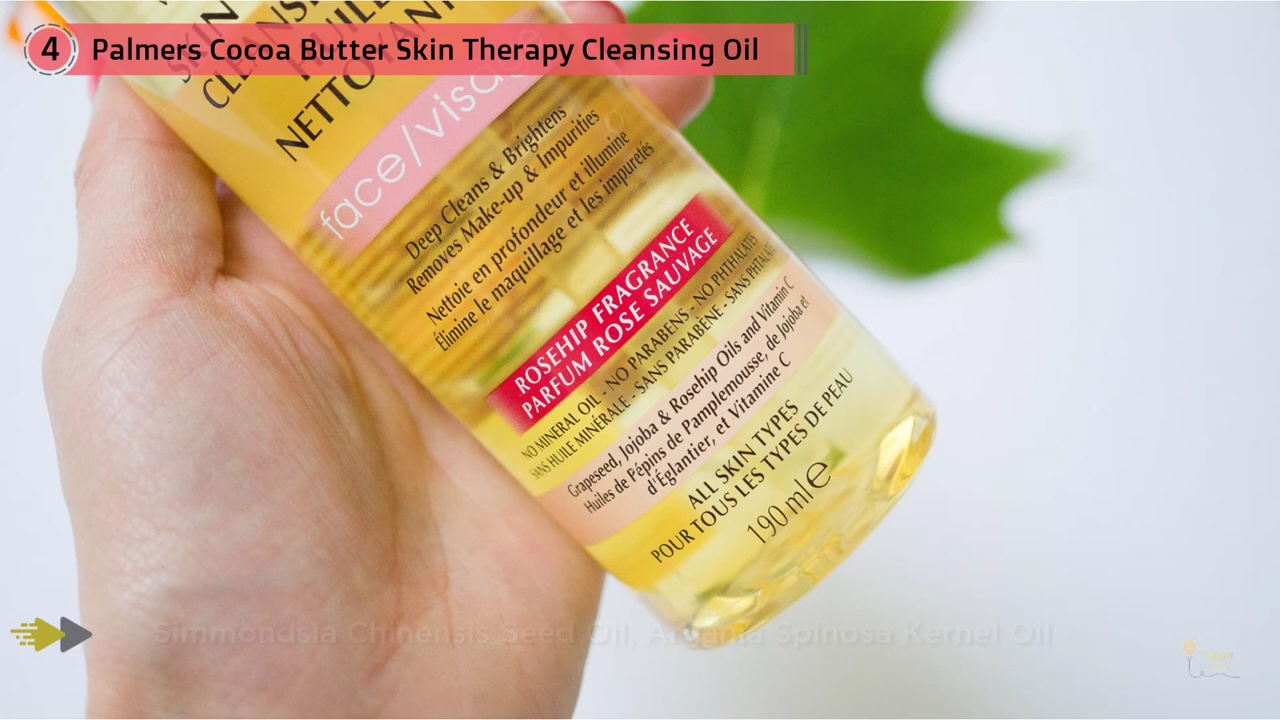 4 Palmers Cocoa Butter Skin Therapy Cleansing Oil
SKIN
CLEANSI
HUILE
NETTOYANT
face/visage
Deep Cleans & Brightens
Removes Make-up & Impurities
Nettoie en profondeur et illumine
Élimine le maquillage et les impuretés
ROSEHIP FRAGRANCE
PARFUM ROSE SAUVAGE
NO MINERAL OIL - NO PARABENS - NO PHTHALATES
SANS HUILE MINÉRALE - SANS PARABÈNE - SANS PHTALATE
Grapeseed, Jojoba & Rosehip Oils and Vitamin C
Huiles de Pépins de Pamplemousse, de Jojoba et
d'Églantier, et Vitamine C
ALL SKIN TYPES
POUR TOUS LES TYPES DE PEAU
190 ml e
Simmondsia Chinensis Seed Oil, Argania Spinosa Kernel Oil